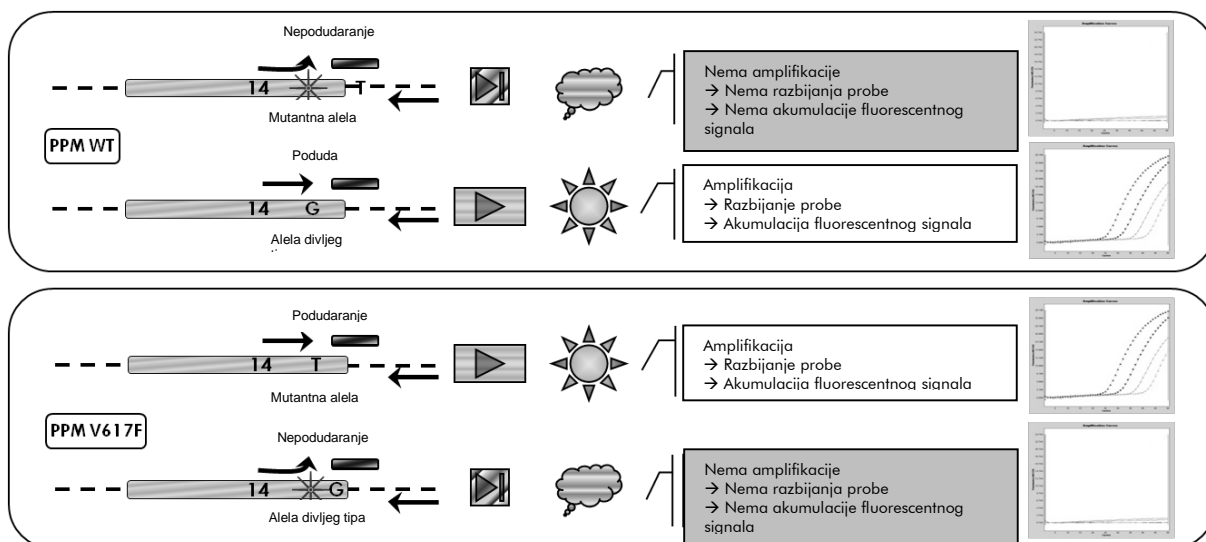 Nepodudaranje
14 T
Mutantna alela
Nema amplifikacije
→ Nema razbijanja probe
→ Nema akumulacije fluorescentnog
signala
PPM WT
Poduda
14 G
Alela divljeg
Amplifikacija
→ Razbijanje probe
→ Akumulacija fluorescentnog signala
Podudaranje
14 T
Mutantna alela
Amplifikacija
→ Razbijanje probe
→ Akumulacija fluorescentnog signala
PPM V617F
Nepodudaranje
14 G
Alela divljeg tipa
Nema amplifikacije
→ Nema razbijanja probe
→ Nema akumulacije fluorescentnog
signala